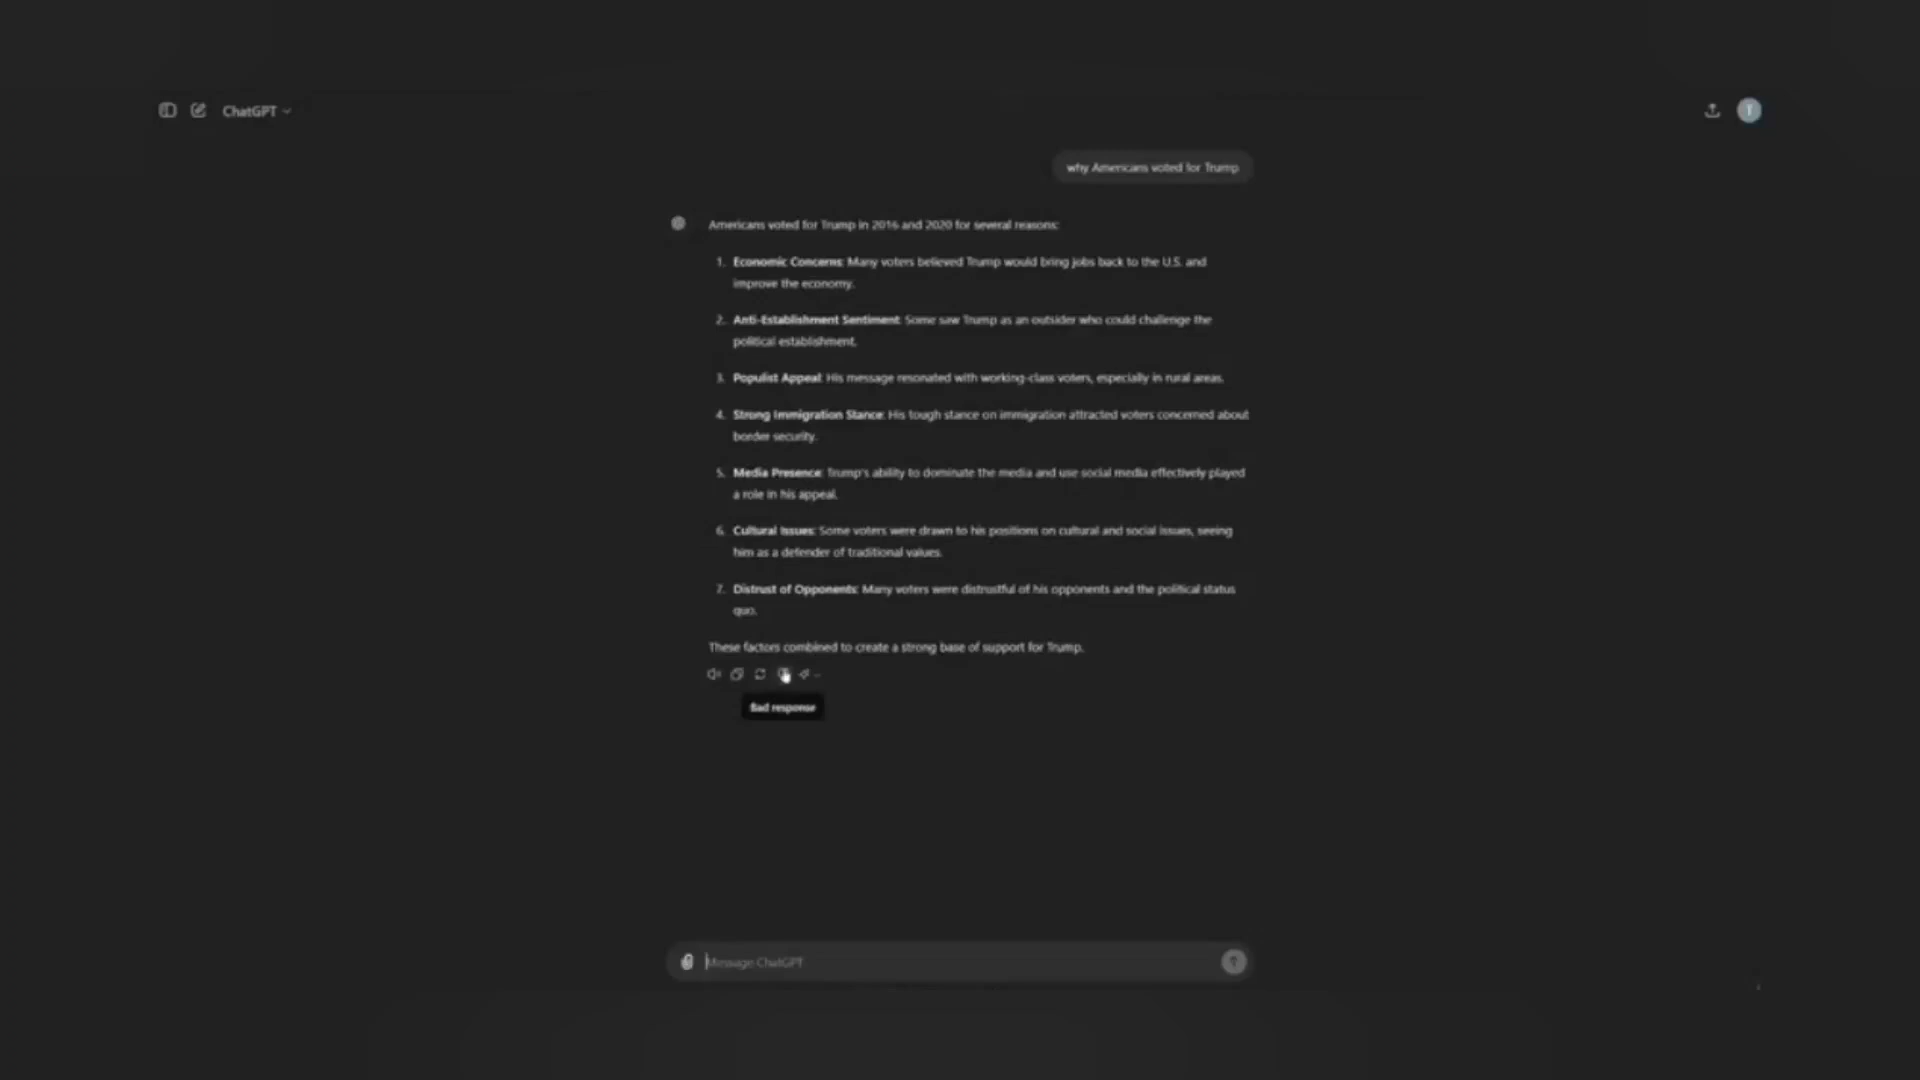 ChatGPT
why Americans voted for Trump
Americans voted for Trump in 2016 and 2020 for several reasons:
1. Economic Concerns: Many voters believed Trump would bring jobs back to the U.S. and
improve the economy.
2. Anti-Establishment Sentiment: Some saw Trump as an outsider who could challenge the
political establishment.
3. Populist Appeal: His message resonated with working-class voters, especially in rural areas.
4. Strong Immigration Stance: His tough stance on immigration attracted voters concerned about
border security.
5. Media Presence: Trump's ability to dominate the media and use social media effectively played
a role in his appeal.
6. Cultural Issues: Some voters were drawn to his positions on cultural and social issues, seeing
him as a defender of traditional values.
7. Distrust of Opponents: Many voters were distrustful of his opponents and the political status
quo.
These factors combined to create a strong base of support for Trump.
Bad response
Message ChatGPT